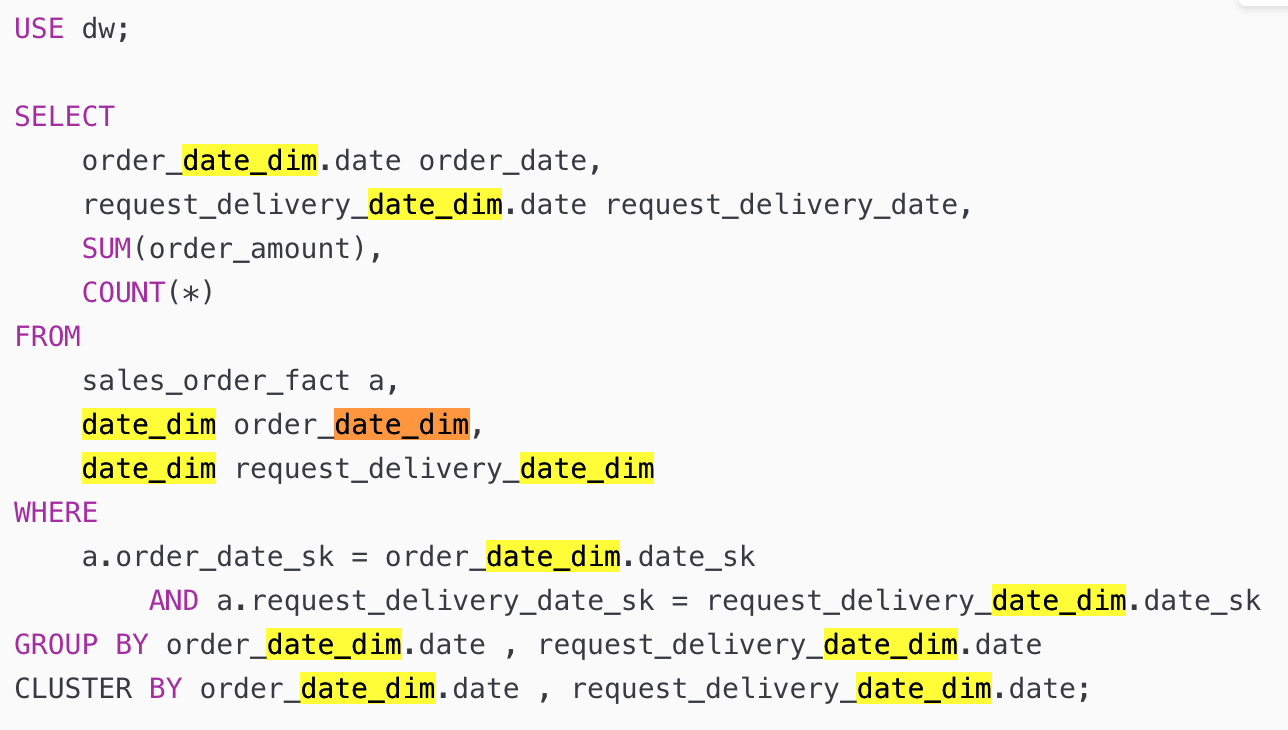 USE dw;
SELECT
order_date_dim.date order_date,
request_delivery_date_dim.date request_delivery_date,
SUM(order_amount),
COUNT(*)
FROM
sales_order_fact a,
date_dim order_date_dim,
date_dim request_delivery_date_dim
WHERE
a.order_date_sk = order_date_dim.date_sk
AND a.request_delivery_date_sk = request_delivery_date_dim.date_sk
GROUP BY order_date_dim.date , request_delivery_date_dim.date
CLUSTER BY order_date_dim.date , request_delivery_date_dim.date;